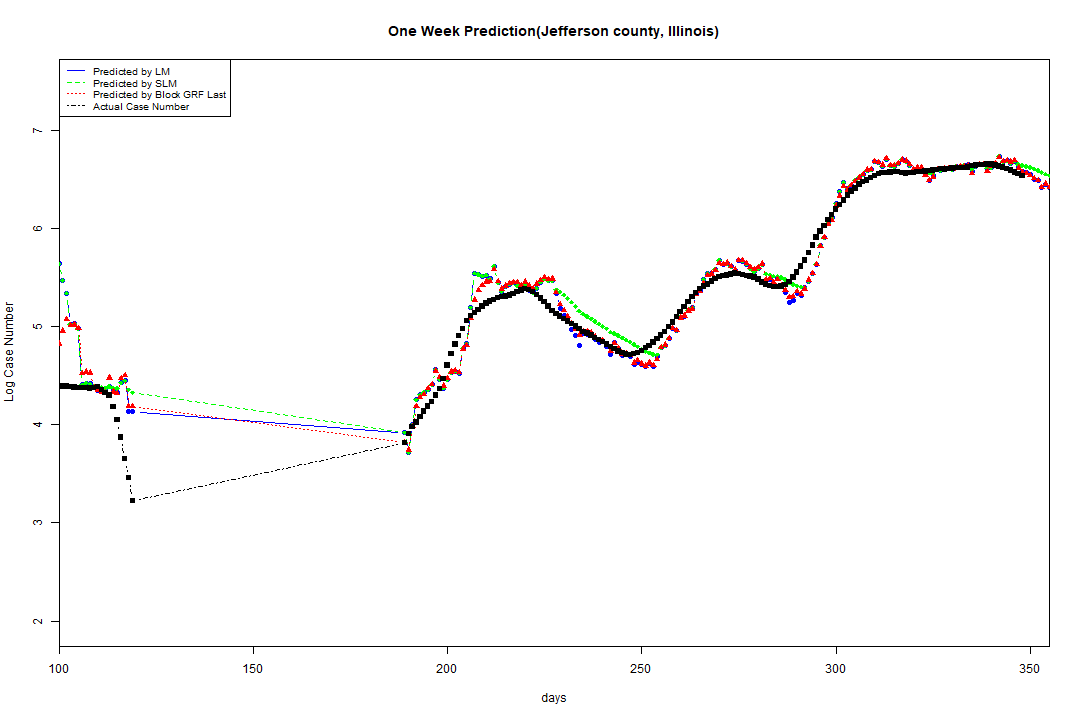 One Week Prediction(Jefferson county, Illinois)
Predicted by LM
Predicted by SLM
Predicted by Block GRF Last
Actual Case Number
7
6
5
4
3
2
Log Case Number
100 150 200 250 300 350
days